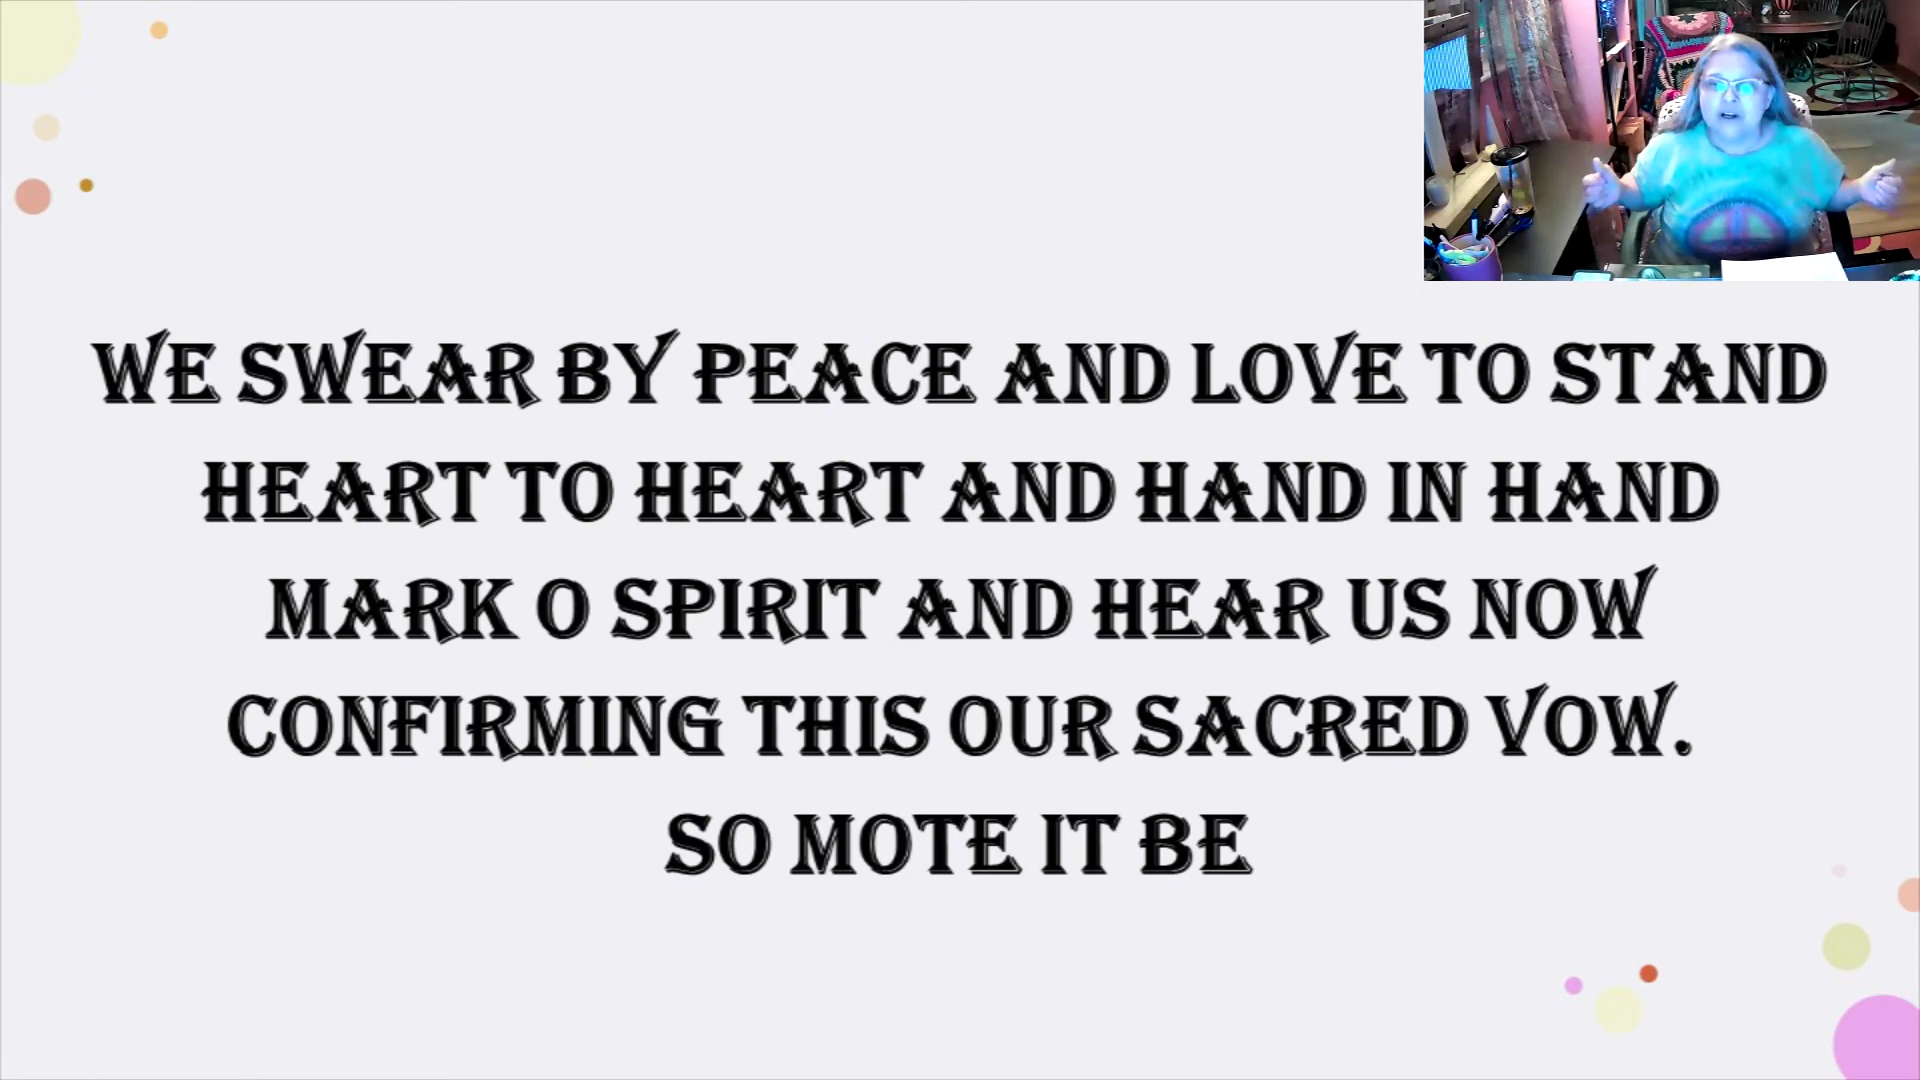 WE SWEAR BY PEACE AND LOVE TO STAND
HEART TO HEART AND HAND IN HAND
MARK O SPIRIT AND HEAR US NOW
CONFIRMING THIS OUR SACRED VOW.
SO MOTE IT BE